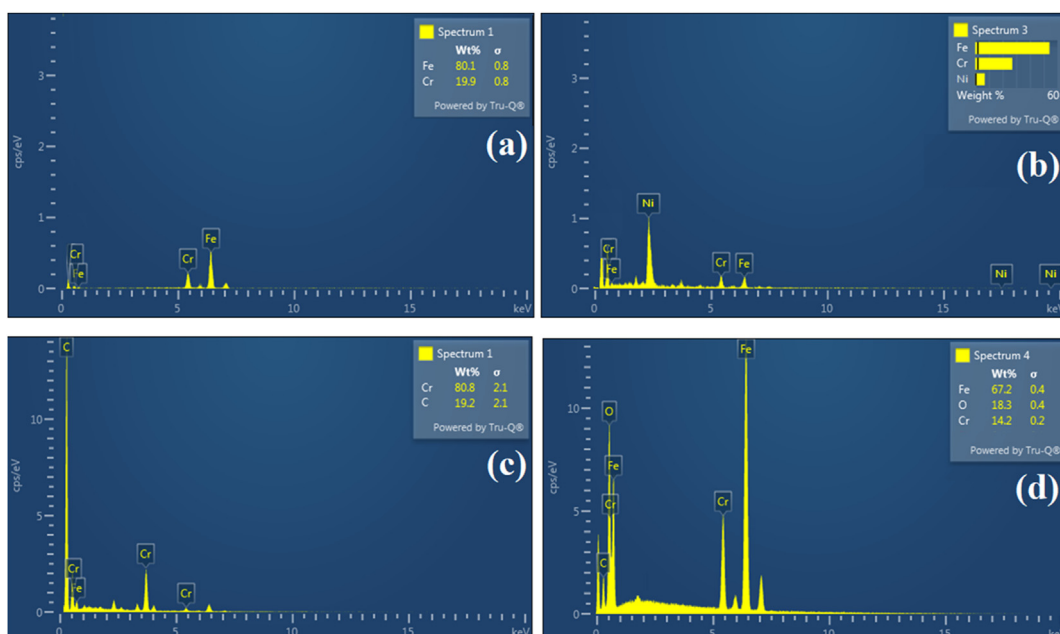 Spectrum 1
Wt% σ
Fe 80.1 0.8
Cr 19.9 0.8
Powered by Tru-Q®
(a)
cps/eV
3
2
1
0
Cr
Fe
Cr
Fe
0 5 10 15 keV
Spectrum 3
Fe
Cr
Ni
Weight % 60
Powered by Tru-Q®
(b)
cps/eV
3
2
1
0
Cr
Fe
Ni
Cr
Fe
Ni
Ni
0 5 10 15 keV
C
Spectrum 1
Wt% σ
Cr 80.8 2.1
C 19.2 2.1
Powered by Tru-Q®
(c)
cps/eV
10
5
0
Cr
Fe
Cr
Cr
0 5 10 15 keV
Fe
Spectrum 4
Wt% σ
Fe 67.2 0.4
O 18.3 0.4
Cr 14.2 0.2
Powered by Tru-Q®
(d)
cps/eV
10
5
0
O
Fe
Cr
C
Cr
0 5 10 15 keV